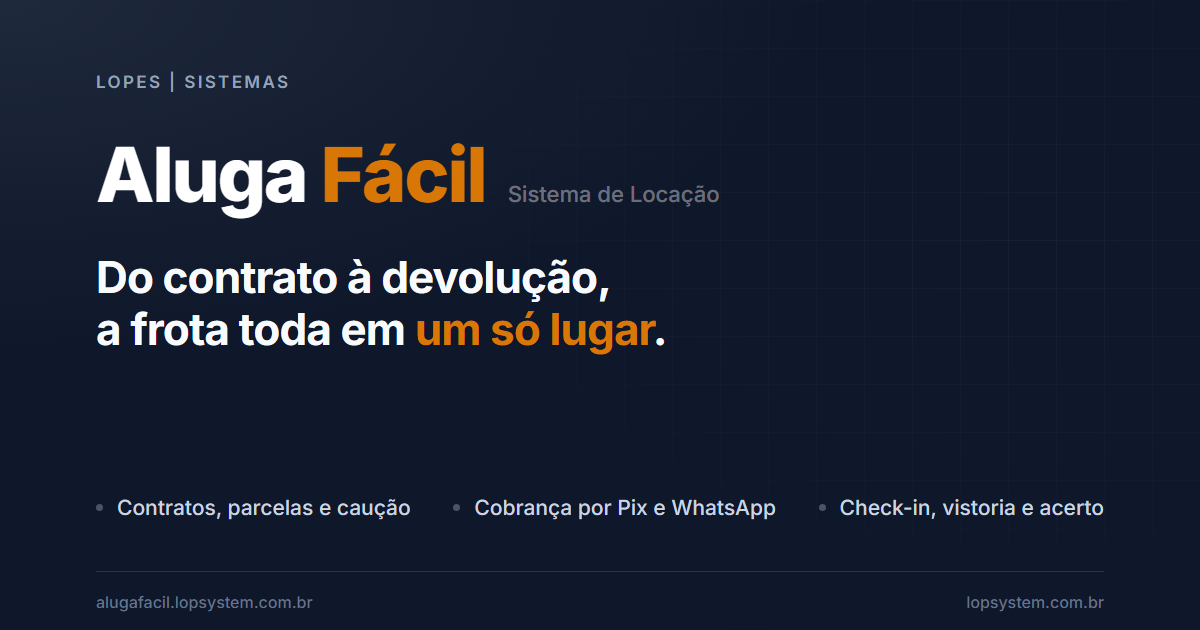 LOPES | SISTEMAS
Aluga Fácil Sistema de Locação
Do contrato à devolução,
a frota toda em um só lugar.
Contratos, parcelas e caução
Cobrança por Pix e WhatsApp
Check-in, vistoria e acerto
alugafacil.lopsystem.com.br
lopsystem.com.br